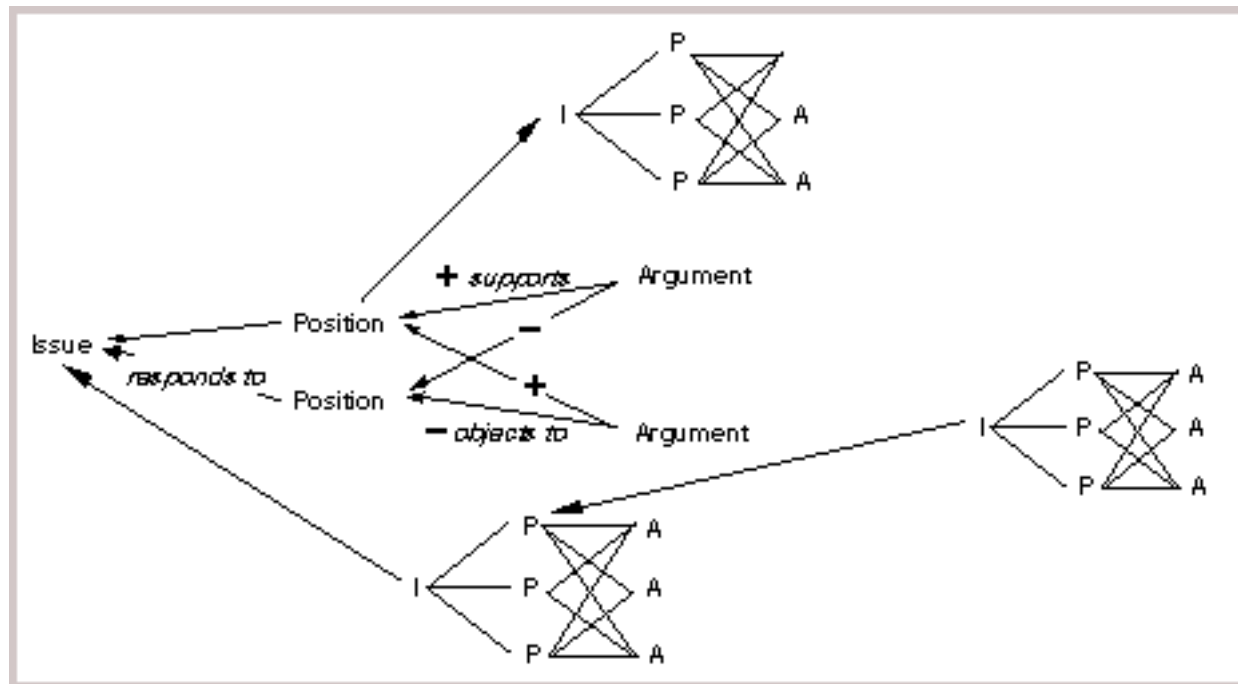 P
I P A
P A
+ supports Argument
Position
Issue
responds to
Position
-
+
- objects to Argument
P A
I P A
P A
P A
I P A
P A